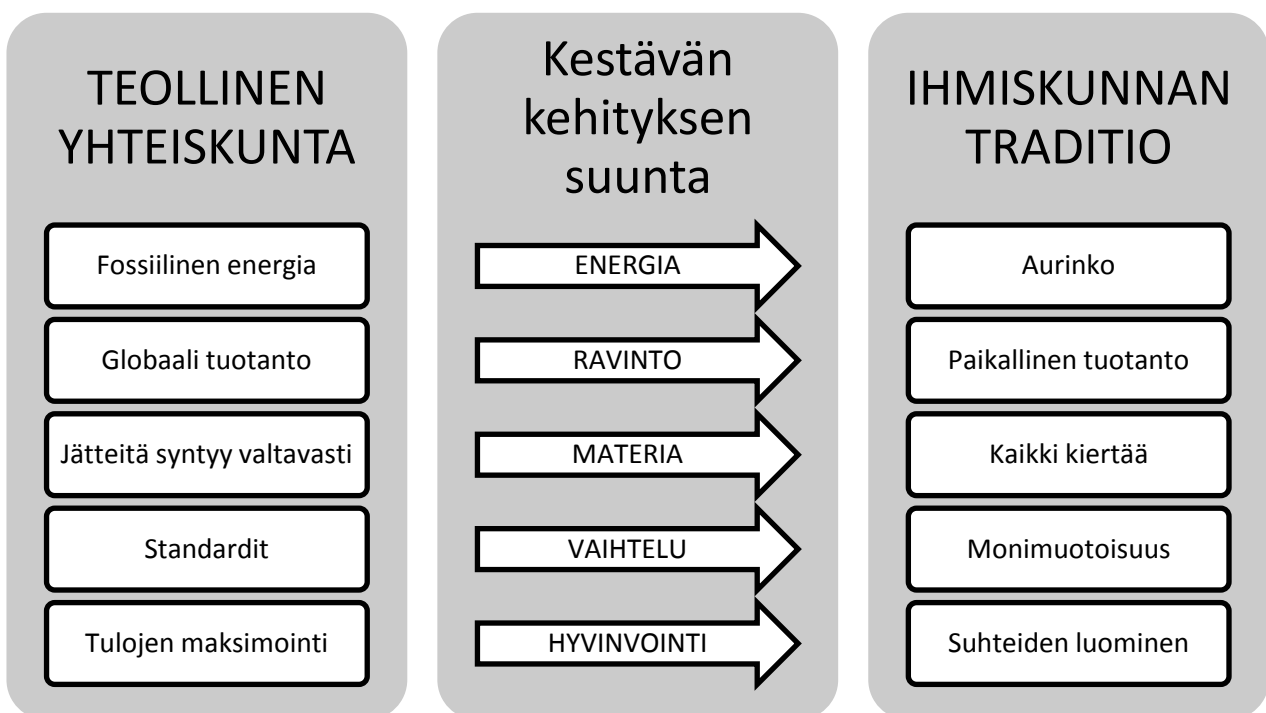 TEOLLINEN
YHTEISKUNTA
Fossiilinen energia
Globaali tuotanto
Jätteitä syntyy valtavasti
Standardit
Tulojen maksimointi
Kestävän
kehityksen
suunta
ENERGIA
RAVINTO
MATERIA
VAIHTELU
HYVINVOINTI
IHMISKUNNAN
TRADITIO
Aurinko
Paikallinen tuotanto
Kaikki kiertää
Monimuotoisuus
Suhteiden luominen